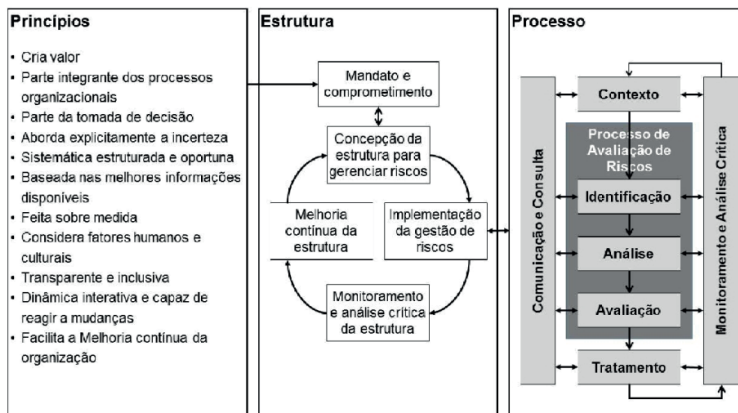 Princípios
• Cria valor
• Parte integrante dos processos
organizacionais
• Parte da tomada de decisão
• Aborda explicitamente a incerteza
• Sistemática estruturada e oportuna
• Baseada nas melhores informações
disponíveis
• Feita sobre medida
• Considera fatores humanos e
culturais
• Transparente e inclusiva
• Dinâmica interativa e capaz de
reagir a mudanças
• Facilita a Melhoria contínua da
organização
Estrutura
Mandato e
comprometimento
Concepção da
estrutura para
gerenciar riscos
Melhoria
contínua da
estrutura
Implementação
da gestão de
riscos
Monitoramento
e análise crítica
da estrutura
Processo
Comunicação e Consulta
Contexto
Processo de
Avaliação de
Riscos
Identificação
Análise
Avaliação
Tratamento
Monitoramento e Análise Crítica